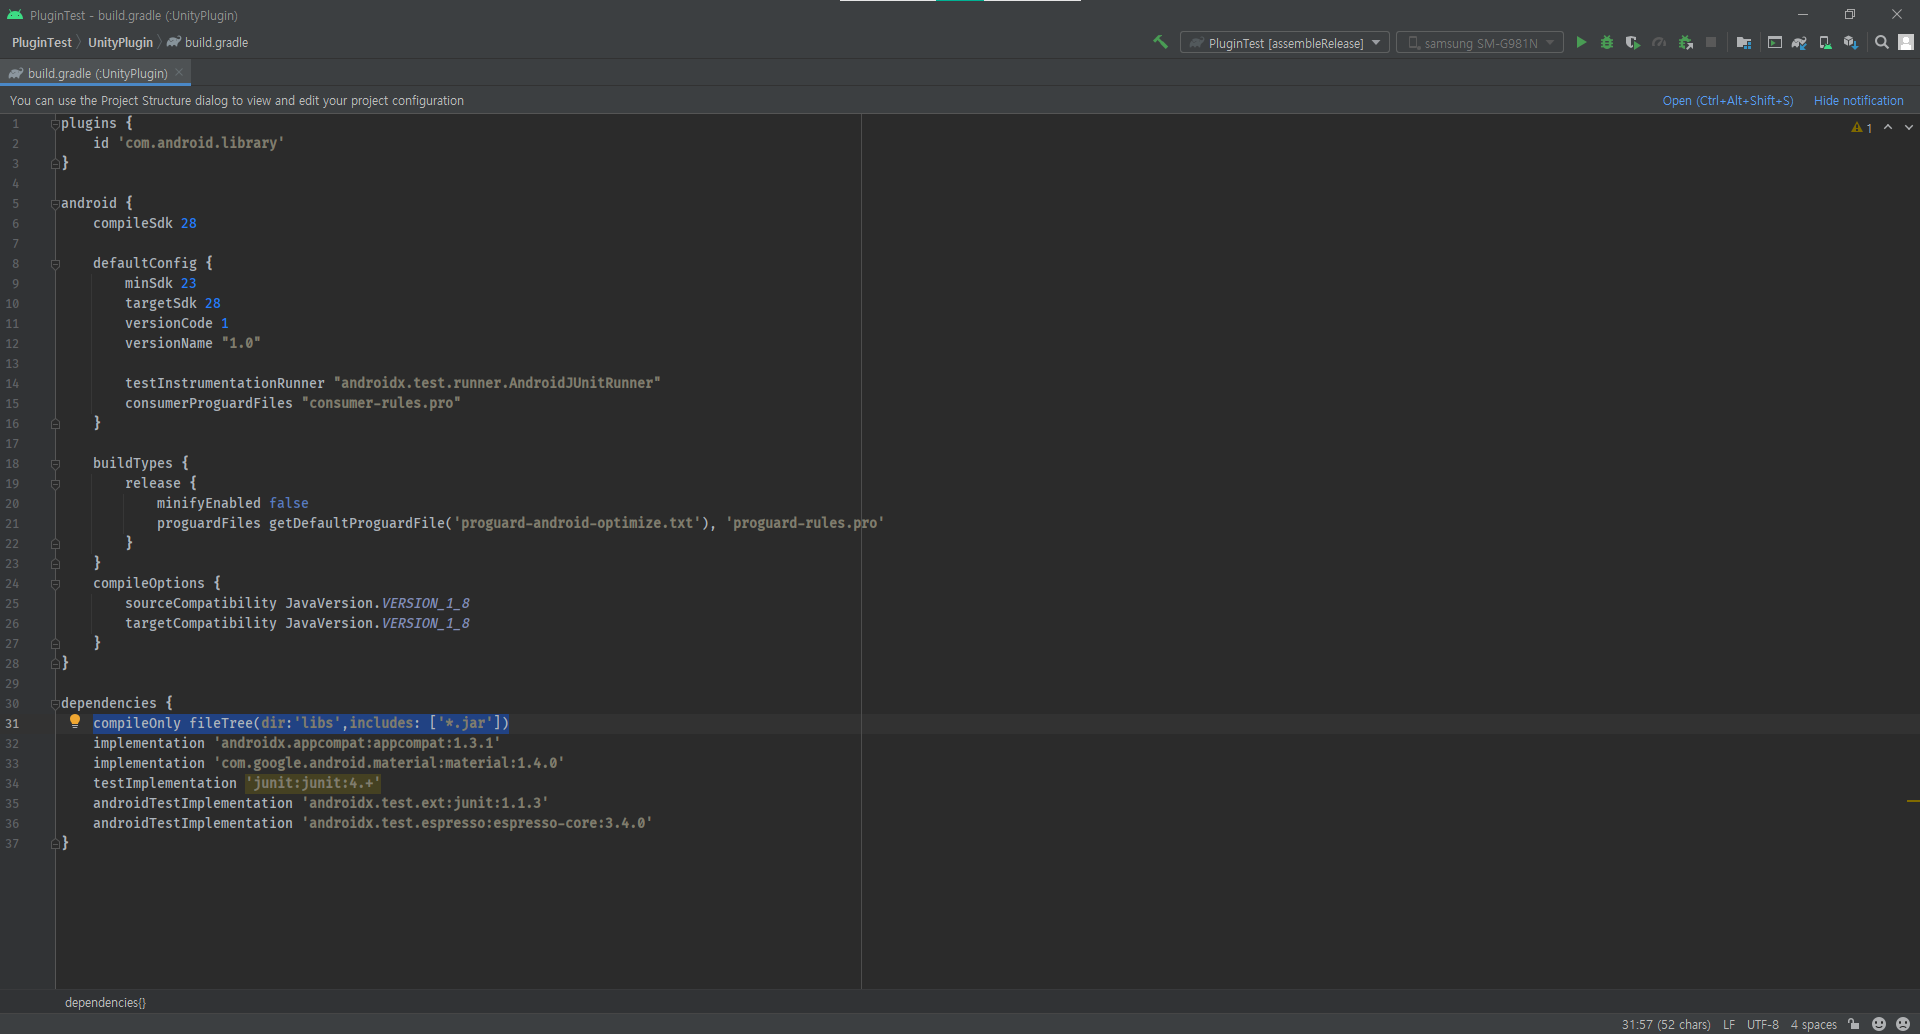 PluginTest - build.gradle (:UnityPlugin)
PluginTest UnityPlugin build.gradle PluginTest [assembleRelease] samsung SM-G981N
build.gradle (:UnityPlugin)
You can use the Project Structure dialog to view and edit your project configuration Open (Ctrl+Alt+Shift+S) Hide notification
1 plugins { 1
2 id 'com.android.library'
3 }
4
5 android {
6 compileSdk 28
7
8 defaultConfig {
9 minSdk 23
10 targetSdk 28
11 versionCode 1
12 versionName "1.0"
13
14 testInstrumentationRunner "androidx.test.runner.AndroidJUnitRunner"
15 consumerProguardFiles "consumer-rules.pro"
16 }
17
18 buildTypes {
19 release {
20 minifyEnabled false
21 proguardFiles getDefaultProguardFile('proguard-android-optimize.txt'), 'proguard-rules.pro'
22 }
23 }
24 compileOptions {
25 sourceCompatibility JavaVersion.VERSION_1_8
26 targetCompatibility JavaVersion.VERSION_1_8
27 }
28 }
29
30 dependencies {
31 compileOnly fileTree(dir:'libs',includes: ['*.jar'])
32 implementation 'androidx.appcompat:appcompat:1.3.1'
33 implementation 'com.google.android.material:material:1.4.0'
34 testImplementation 'junit:junit:4.+'
35 androidTestImplementation 'androidx.test.ext:junit:1.1.3'
36 androidTestImplementation 'androidx.test.espresso:espresso-core:3.4.0'
37 }
dependencies{}
31:57 (52 chars) LF UTF-8 4 spaces